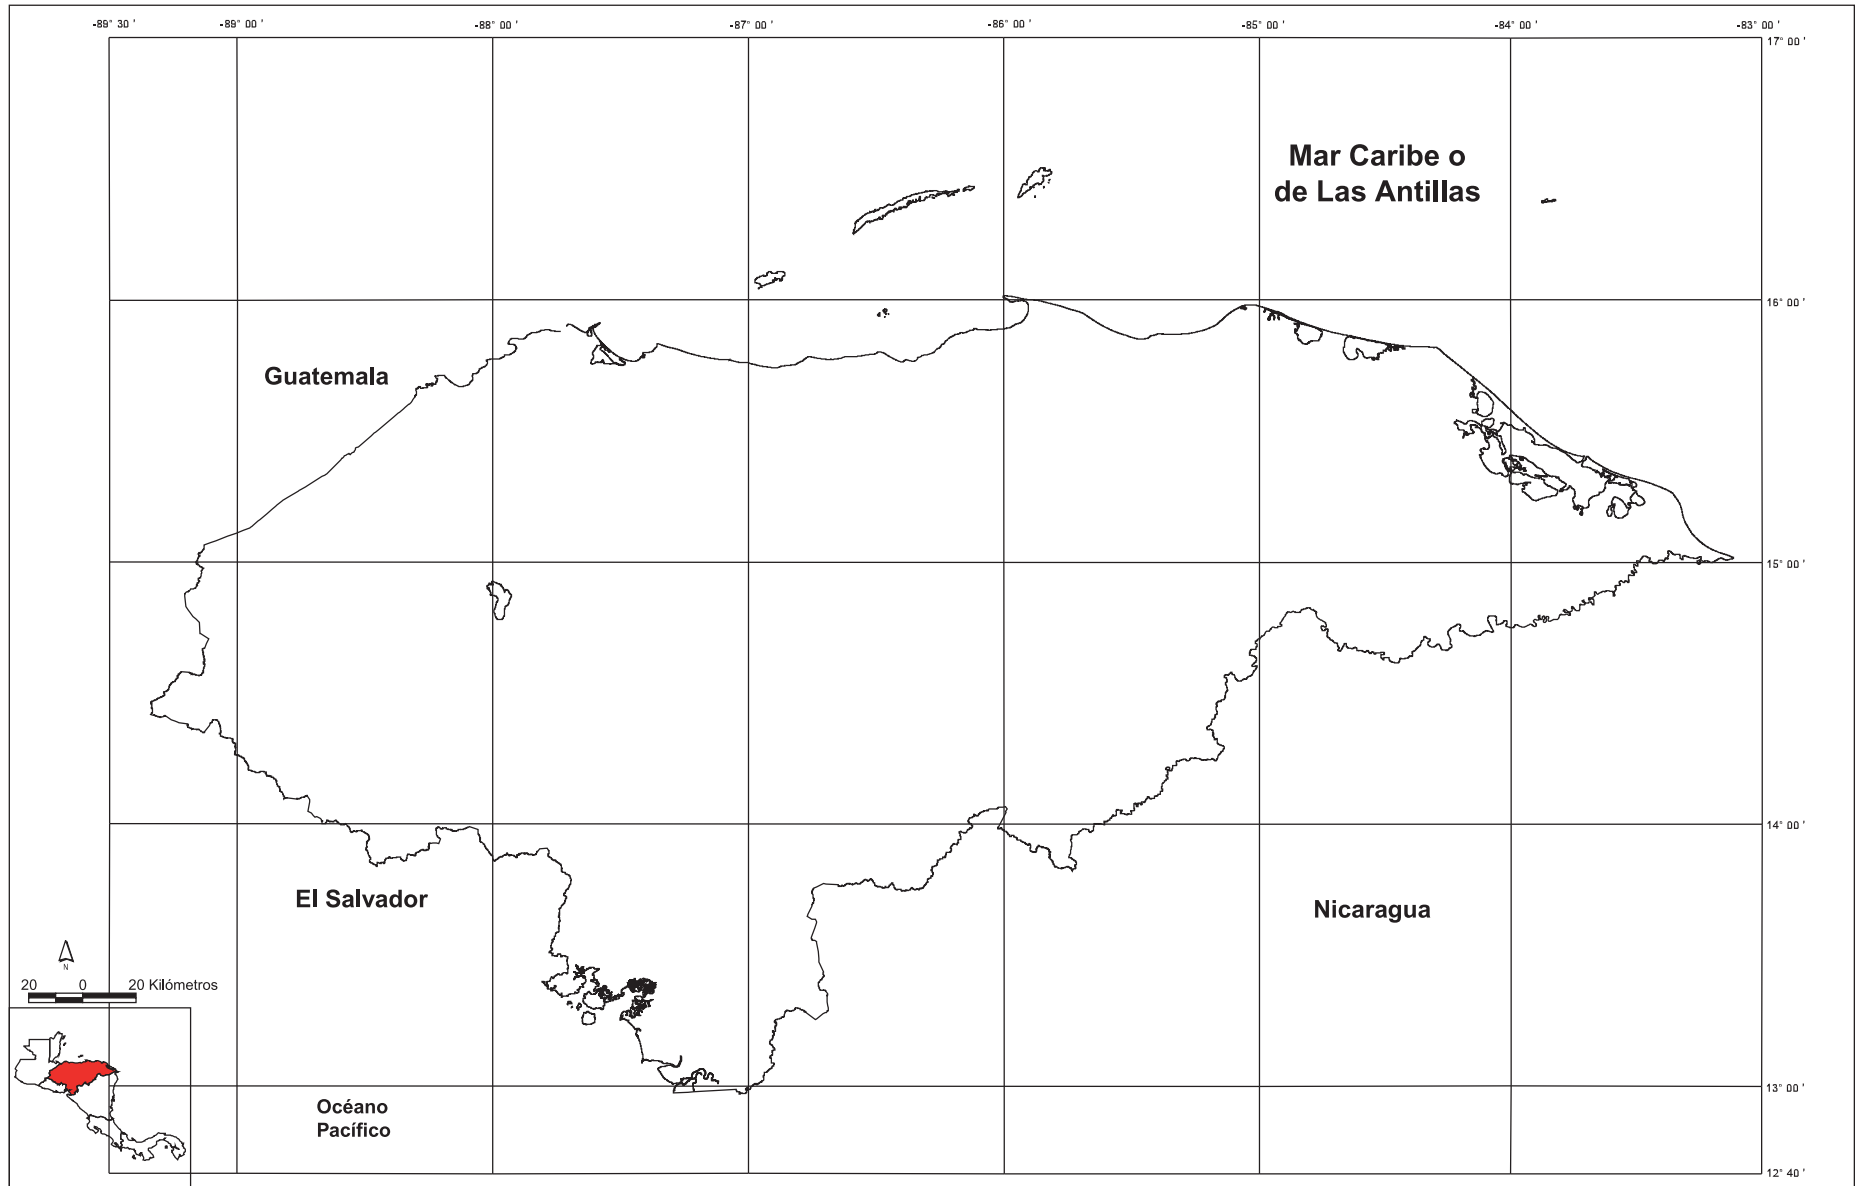 -89° 30 '
-89° 00 '
-88° 00 '
-87° 00 '
-86° 00 '
-85° 00 '
-84° 00 '
-83° 00 '
17° 00 '
Mar Caribe o
de Las Antillas
16° 00 '
Guatemala
15° 00 '
14° 00 '
El Salvador
Nicaragua
N
20 0 20 Kilómetros
13° 00 '
Océano
Pacífico
12° 40 '